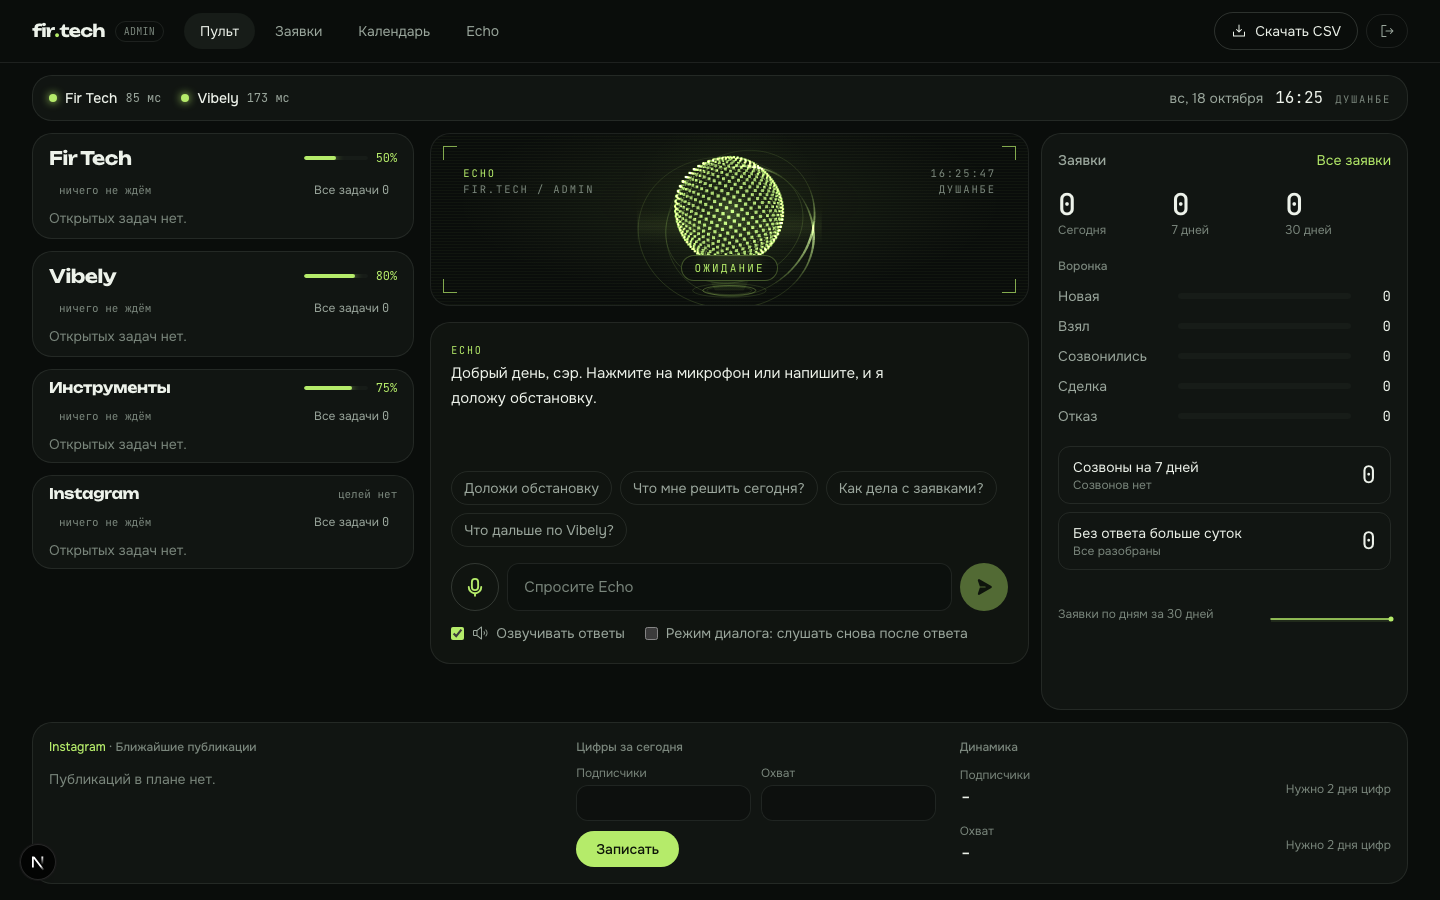 fir.tech ADMIN Пульт Заявки Календарь Echo Скачать CSV
Fir Tech 85 мс Vibely 173 мс вс, 18 октября 16:25 ДУШАНБЕ
Fir Tech 50%
ничего не ждём Все задачи 0
Открытых задач нет.
Vibely 80%
ничего не ждём Все задачи 0
Открытых задач нет.
Инструменты 75%
ничего не ждём Все задачи 0
Открытых задач нет.
Instagram целей нет
ничего не ждём Все задачи 0
Открытых задач нет.
ECHO 16:25:47
FIR.TECH / ADMIN ДУШАНБЕ
ОЖИДАНИЕ
ECHO
Добрый день, сэр. Нажмите на микрофон или напишите, и я
доложу обстановку.
Доложи обстановку Что мне решить сегодня? Как дела с заявками?
Что дальше по Vibely?
Спросите Echo
Озвучивать ответы Режим диалога: слушать снова после ответа
Заявки Все заявки
0 0 0
Сегодня 7 дней 30 дней
Воронка
Новая 0
Взял 0
Созвонились 0
Сделка 0
Отказ 0
Созвоны на 7 дней 0
Созвонов нет
Без ответа больше суток 0
Все разобраны
Заявки по дням за 30 дней
Instagram · Ближайшие публикации
Публикаций в плане нет.
Цифры за сегодня
Подписчики Охват
Записать
Динамика
Подписчики
– Нужно 2 дня цифр
Охват
– Нужно 2 дня цифр
N